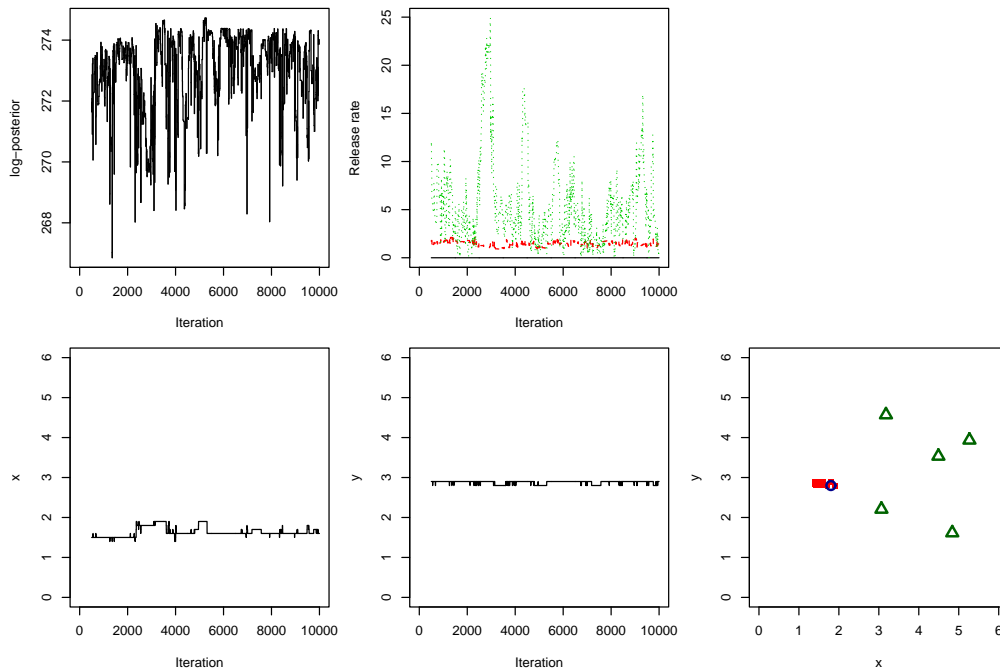 log−posterior
268 270 272 274
2000 4000 6000 8000 10000
0
Iteration
Release rate
0 5 10 15 20 25
0 2000 4000 6000 8000 10000
Iteration
x
0 1 2 3 4 5 6
0 2000 4000 6000 8000 10000
Iteration
y
0 1 2 3 4 5 6
0 2000 4000 6000 8000 10000
Iteration
y
0 1 2 3 4 5 6
0 1 2 3 4 5 6
x